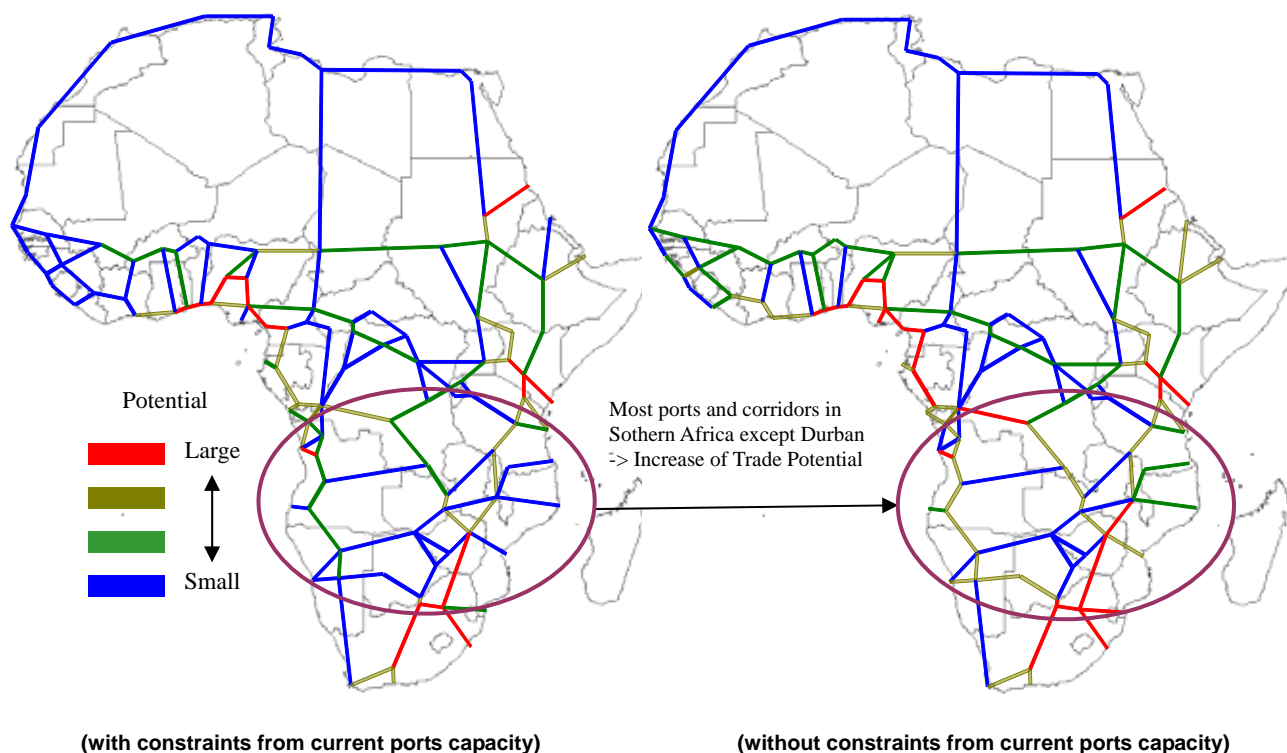 Potential
Large
Small
Most ports and corridors in
Sothern Africa except Durban
-> Increase of Trade Potential
(with constraints from current ports capacity)
(without constraints from current ports capacity)